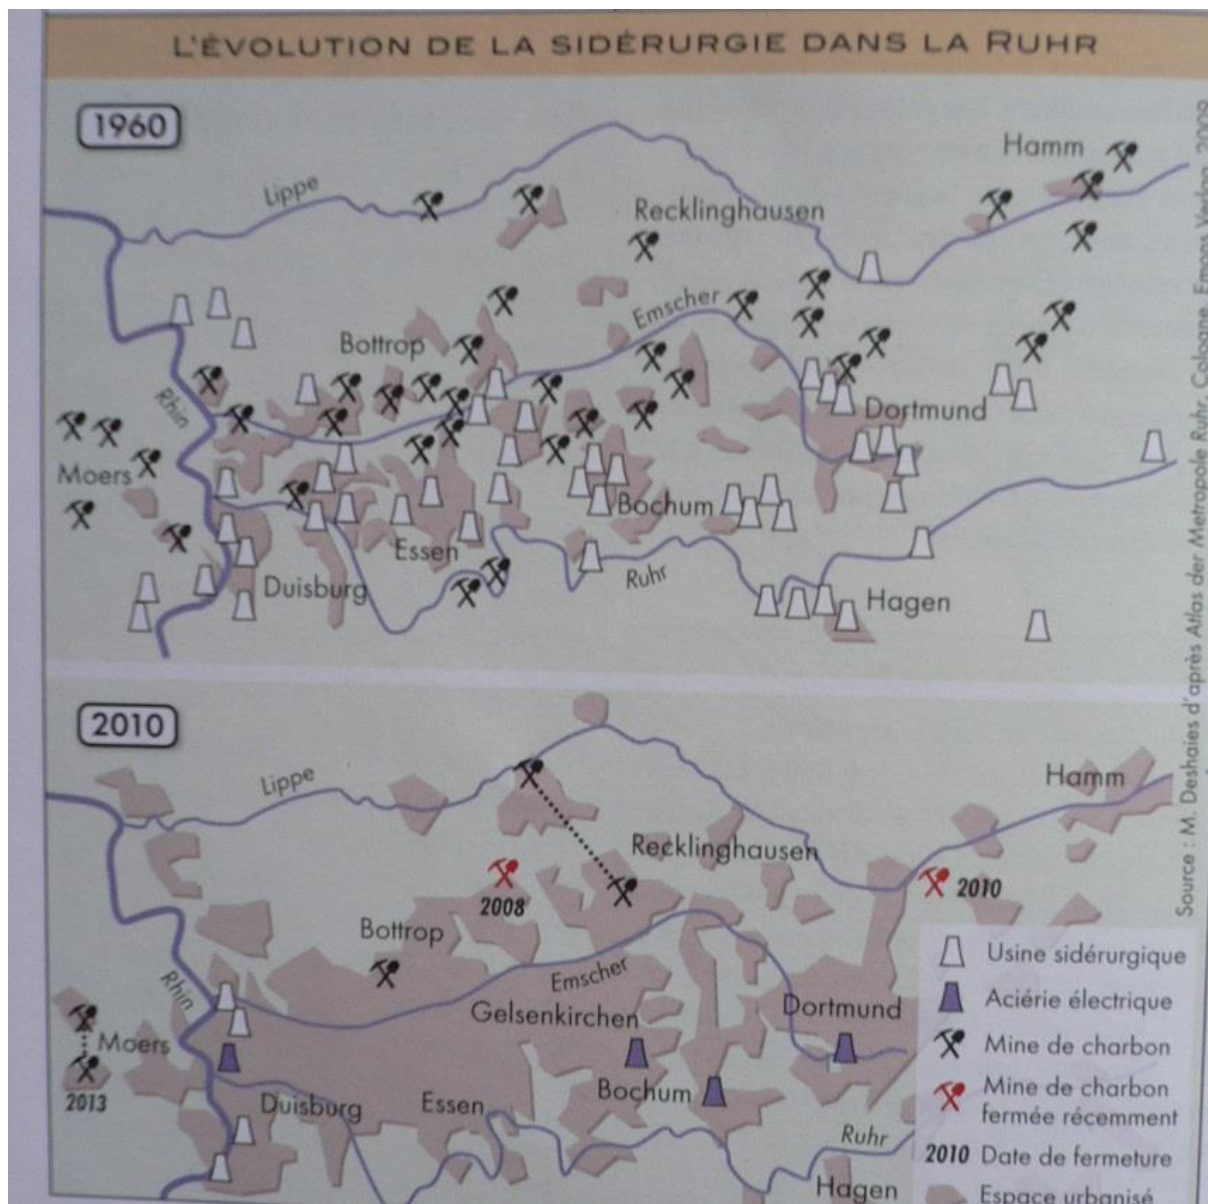 L'ÉVOLUTION DE LA SIDÉRURGIE DANS LA RUHR
1960
Hamm
Lippe
Recklinghausen
Emscher
Bottrop
Rhin
Dortmund
Moers
Bochum
Essen
Duisburg
Ruhr
Hagen
2010
Lippe
Hamm
Recklinghausen
2008
2010
Bottrop
Rhin
Emscher
Gelsenkirchen
Dortmund
Moers
2013
Bochum
Duisburg
Essen
Ruhr
Hagen
Usine sidérurgique
Aciérie électrique
Mine de charbon
Mine de charbon
fermée récemment
2010 Date de fermeture
Espace urbanisé
Source : M. Deshaies d'après Atlas der Metropole Ruhr, Cologne, Emons Verlag, 2009